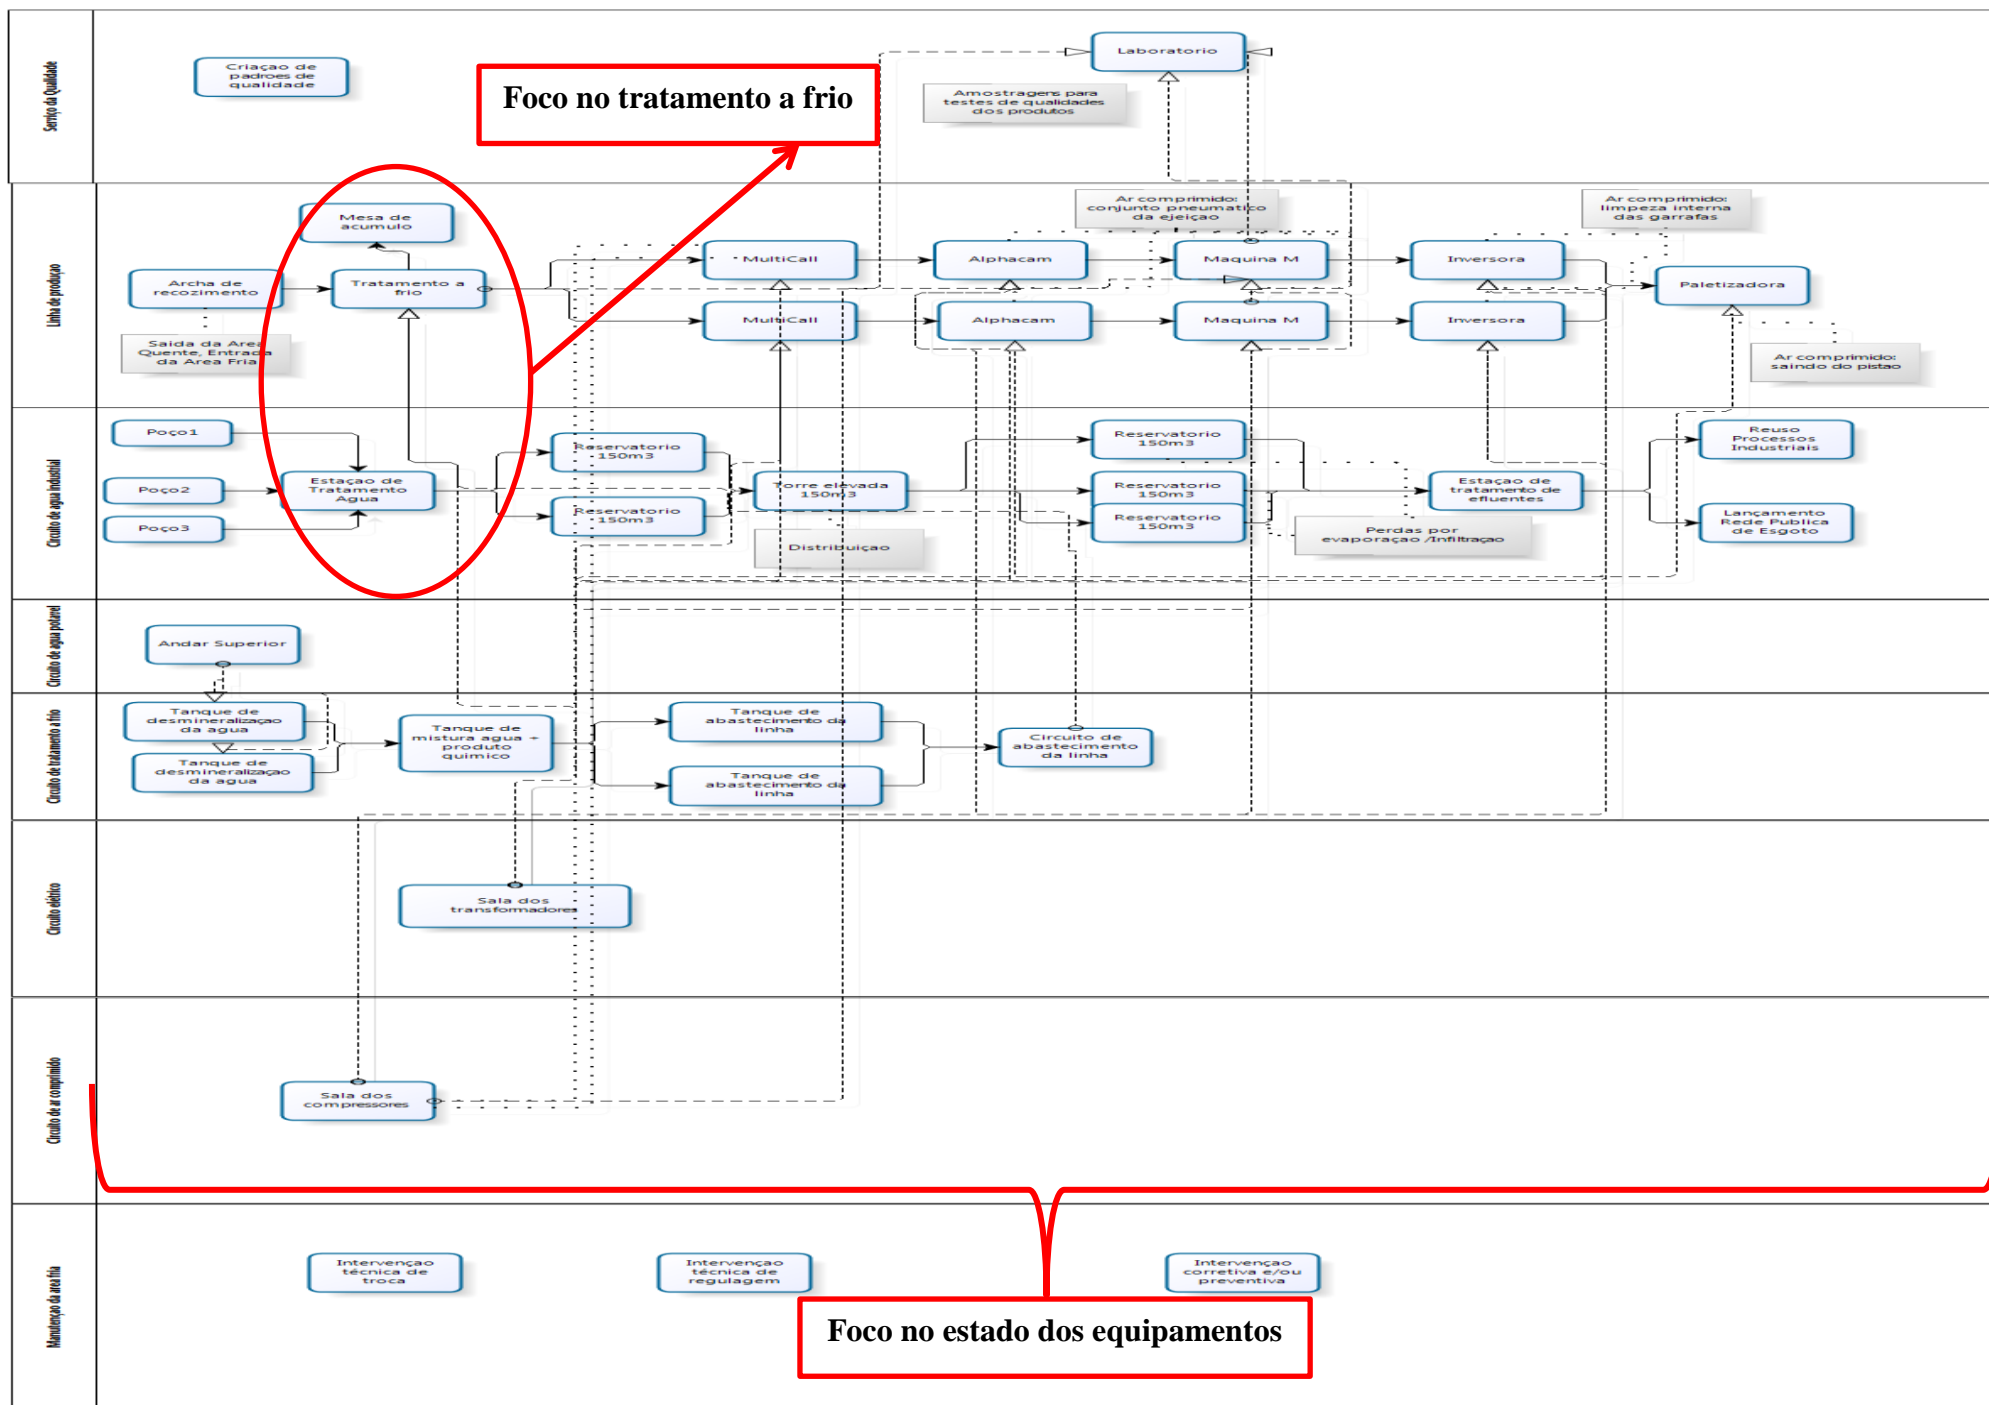 Serviço da Qualidade
Criaçao de
padroes de
qualidade
Foco no tratamento a frio
Laboratorio
Amostragens para
testes de qualidades
dos produtos
Linha de produçao
Mesa de
acumulo
Archa de
recozimento
Tratamento a
frio
Saida da Area
Quente, Entrada
da Area Fria
MultiCall
Alphacam
Ar comprimido:
conjunto pneumatico
da ejeiçao
Maquina M
Inversora
Ar comprimido:
limpeza interna
das garrafas
Paletizadora
MultiCall
Alphacam
Maquina M
Inversora
Ar comprimido:
saindo do pistao
Circuito de agua industrial
Poço1
Poço2
Poço3
Estaçao de
Tratamento
Agua
Reservatorio
150m3
Reservatorio
150m3
Torre elevada
150m3
Distribuiçao
Reservatorio
150m3
Reservatorio
150m3
Reservatorio
150m3
Perdas por
evaporaçao /Infiltraçao
Estaçao de
tratamento de
efluentes
Reuso
Processos
Industriais
Lançamento
Rede Publica
de Esgoto
Circuito de agua potavel
Andar Superior
Circuito de tratamento a frio
Tanque de
desmineralizaçao
da agua
Tanque de
desmineralizaçao
da agua
Tanque de
mistura agua +
produto
quimico
Tanque de
abastecimento da
linha
Tanque de
abastecimento da
linha
Circuito de
abastecimento
da linha
Circuito elétrico
Sala dos
transformadores
Circuito de ar comprimido
Sala dos
compressores
Manutençao da area fria
Intervençao
técnica de
troca
Intervençao
técnica de
regulagem
Intervençao
corretiva e/ou
preventiva
Foco no estado dos equipamentos